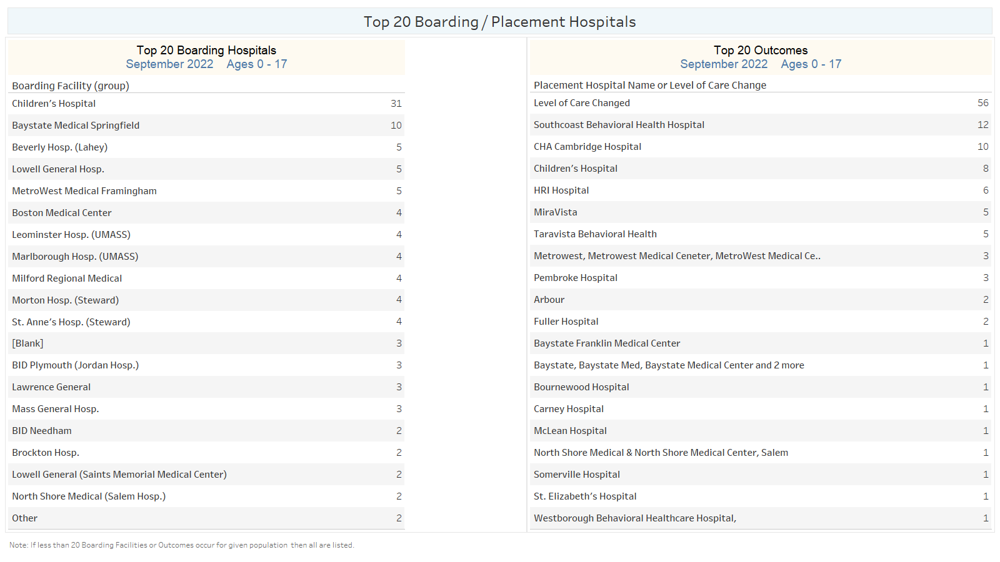 Top 20 Boarding / Placement Hospitals
Top 20 Boarding Hospitals
September 2022 Ages 0 - 17
Boarding Facility (group)
Children's Hospital 31
Baystate Medical Springfield 10
Beverly Hosp. (Lahey) 5
Lowell General Hosp. 5
MetroWest Medical Framingham 5
Boston Medical Center 4
Leominster Hosp. (UMASS) 4
Marlborough Hosp. (UMASS) 4
Milford Regional Medical 4
Morton Hosp. (Steward) 4
St. Anne's Hosp. (Steward) 4
[Blank] 3
BID Plymouth (Jordan Hosp.) 3
Lawrence General 3
Mass General Hosp. 3
BID Needham 2
Brockton Hosp. 2
Lowell General (Saints Memorial Medical Center) 2
North Shore Medical (Salem Hosp.) 2
Other 2
Top 20 Outcomes
September 2022 Ages 0 - 17
Placement Hospital Name or Level of Care Change
Level of Care Changed 56
Southcoast Behavioral Health Hospital 12
CHA Cambridge Hospital 10
Children's Hospital 8
HRI Hospital 6
MiraVista 5
Taravista Behavioral Health 5
Metrowest, Metrowest Medical Ceneter, MetroWest Medical Ce.. 3
Pembroke Hospital 3
Arbour 2
Fuller Hospital 2
Baystate Franklin Medical Center 1
Baystate, Baystate Med, Baystate Medical Center and 2 more 1
Bournewood Hospital 1
Carney Hospital 1
McLean Hospital 1
North Shore Medical & North Shore Medical Center, Salem 1
Somerville Hospital 1
St. Elizabeth's Hospital 1
Westborough Behavioral Healthcare Hospital, 1
Note: If less than 20 Boarding Facilities or Outcomes occur for given population then all are listed.